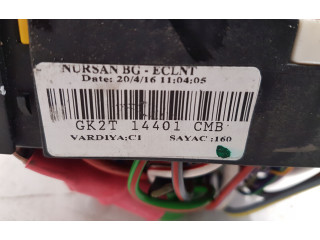 NURSAN BG - ECLNT
Date: 20/4/16 11:04:05
GK2T 14401 CMB
VARDIYA:C1 SAYAC :160